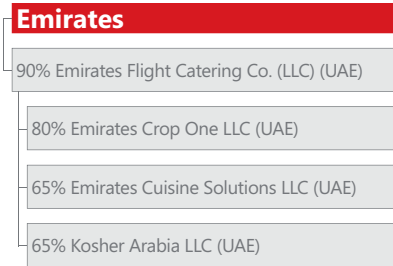 Emirates
90% Emirates Flight Catering Co. (LLC) (UAE)
80% Emirates Crop One LLC (UAE)
65% Emirates Cuisine Solutions LLC (UAE)
65% Kosher Arabia LLC (UAE)